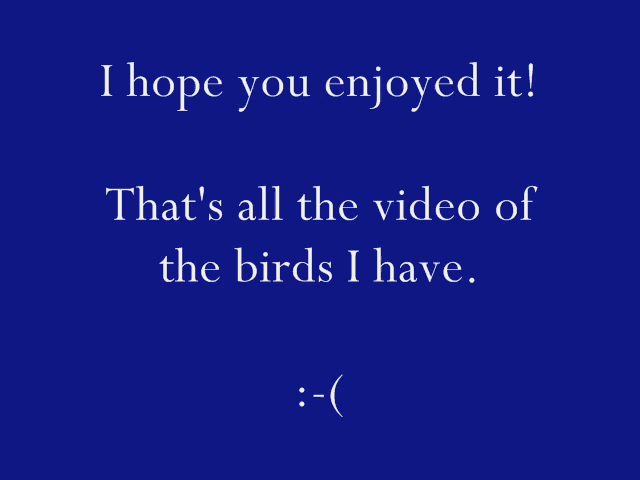 I hope you enjoyed it!
That's all the video of
the birds I have.
:-(